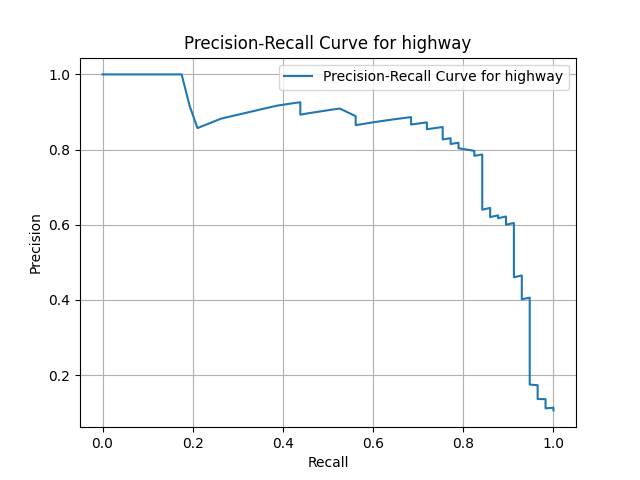 Precision-Recall Curve for highway
Precision-Recall Curve for highway
1.0
0.8
0.6
0.4
0.2
Precision
0.0 0.2 0.4 0.6 0.8 1.0
Recall